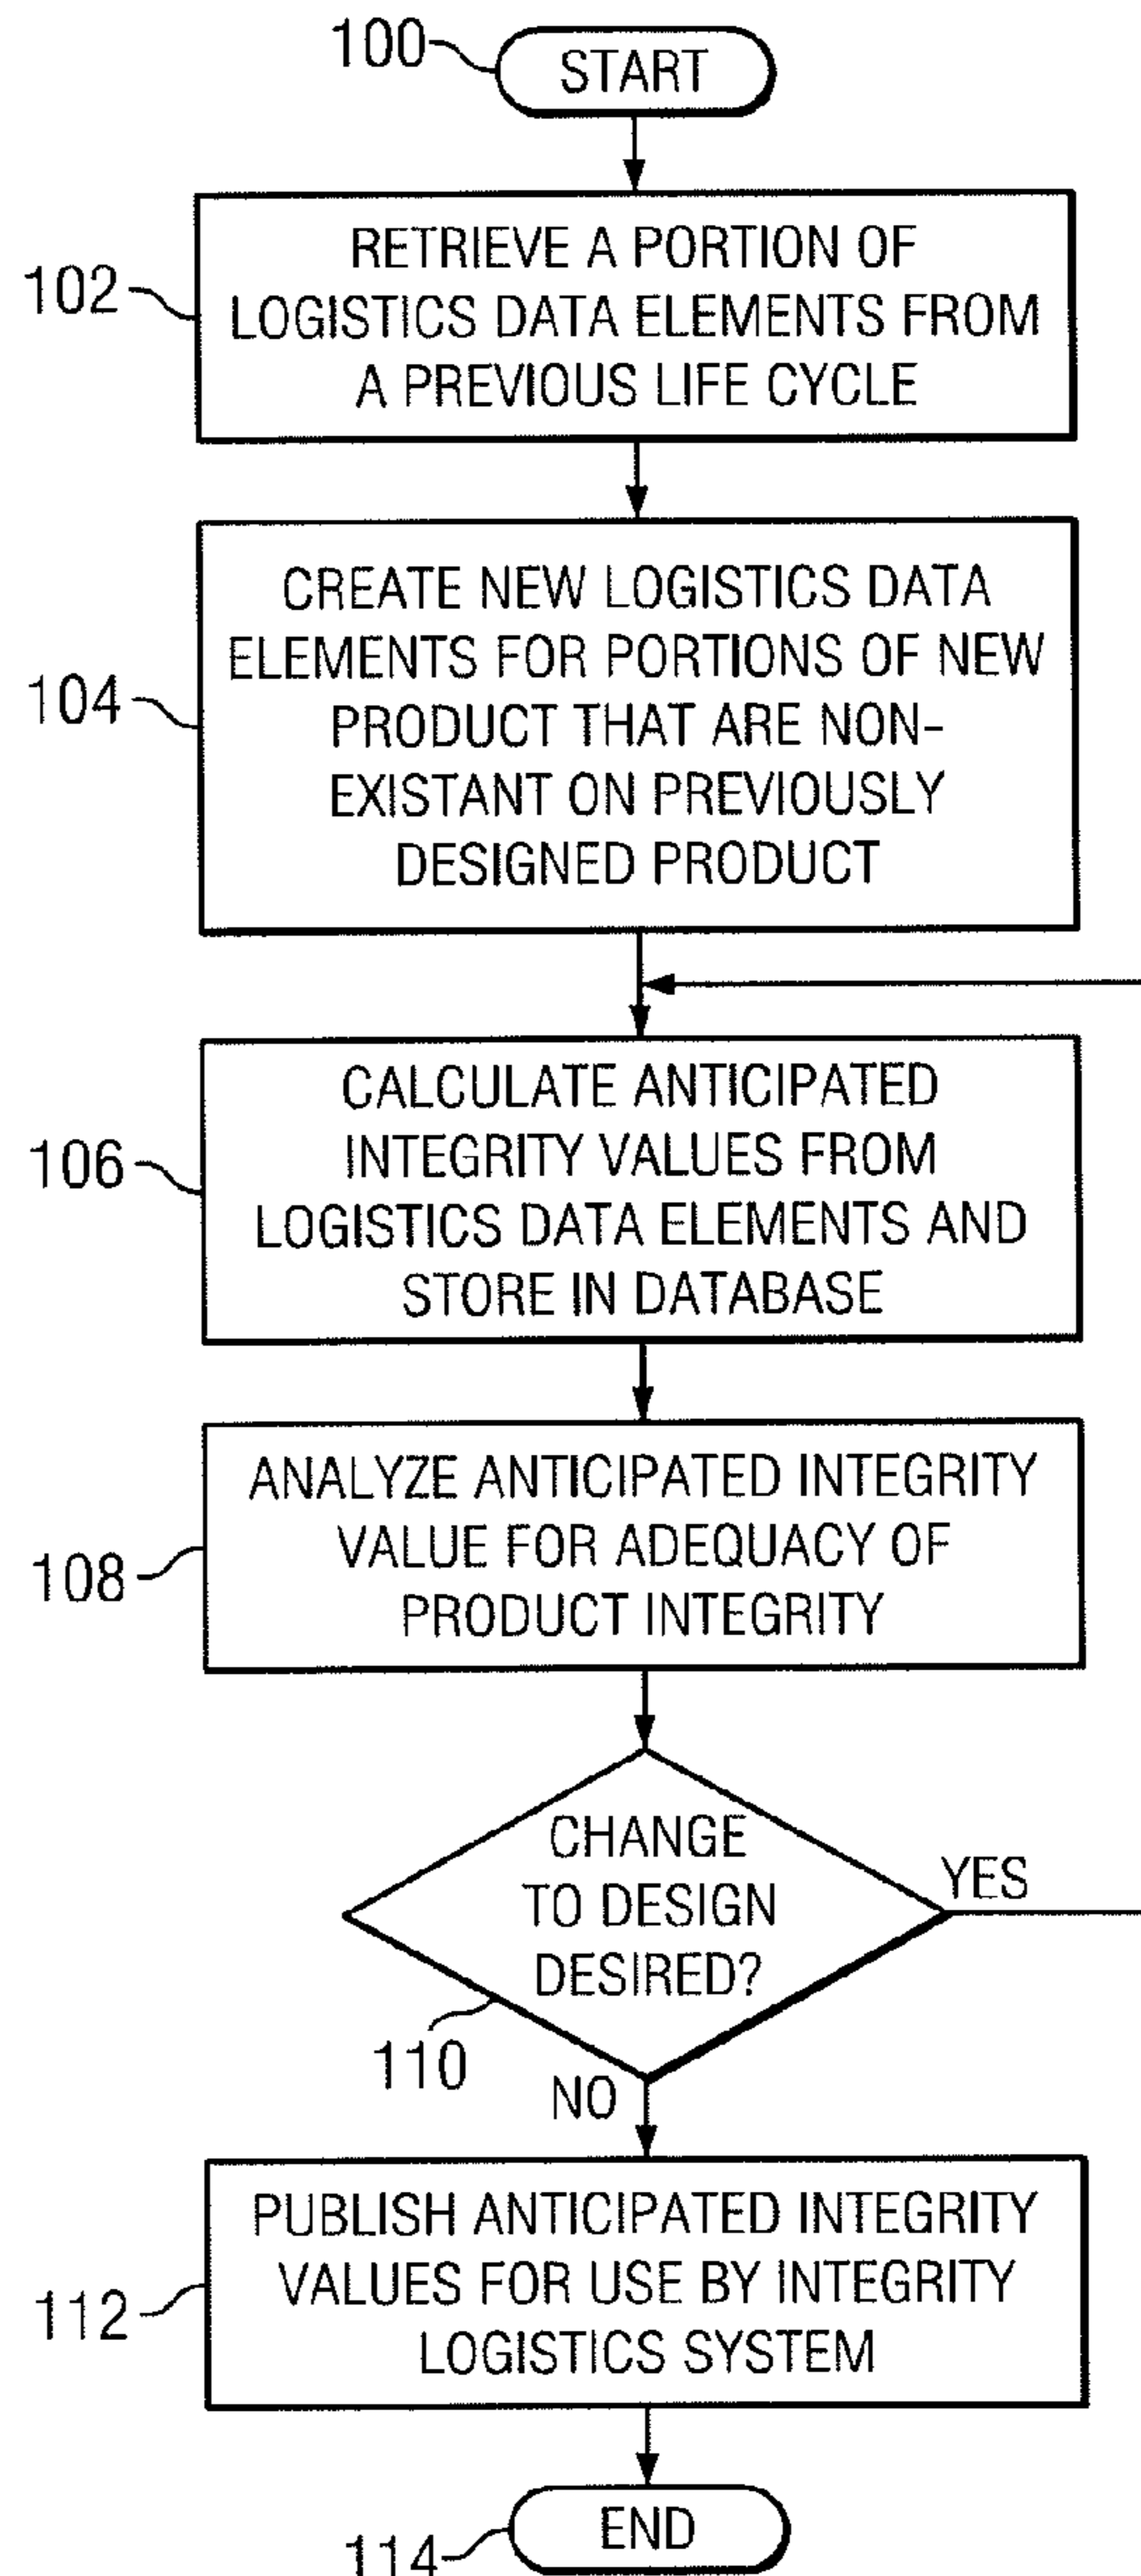 100
START
102
RETRIEVE A PORTION OF
LOGISTICS DATA ELEMENTS FROM
A PREVIOUS LIFE CYCLE
104
CREATE NEW LOGISTICS DATA
ELEMENTS FOR PORTIONS OF NEW
PRODUCT THAT ARE NON-
EXISTANT ON PREVIOUSLY
DESIGNED PRODUCT
106
CALCULATE ANTICIPATED
INTEGRITY VALUES FROM
LOGISTICS DATA ELEMENTS AND
STORE IN DATABASE
108
ANALYZE ANTICIPATED INTEGRITY
VALUE FOR ADEQUACY OF
PRODUCT INTEGRITY
CHANGE
TO DESIGN
DESIRED?
YES
110
NO
112
PUBLISH ANTICIPATED INTEGRITY
VALUES FOR USE BY INTEGRITY
LOGISTICS SYSTEM
114
END